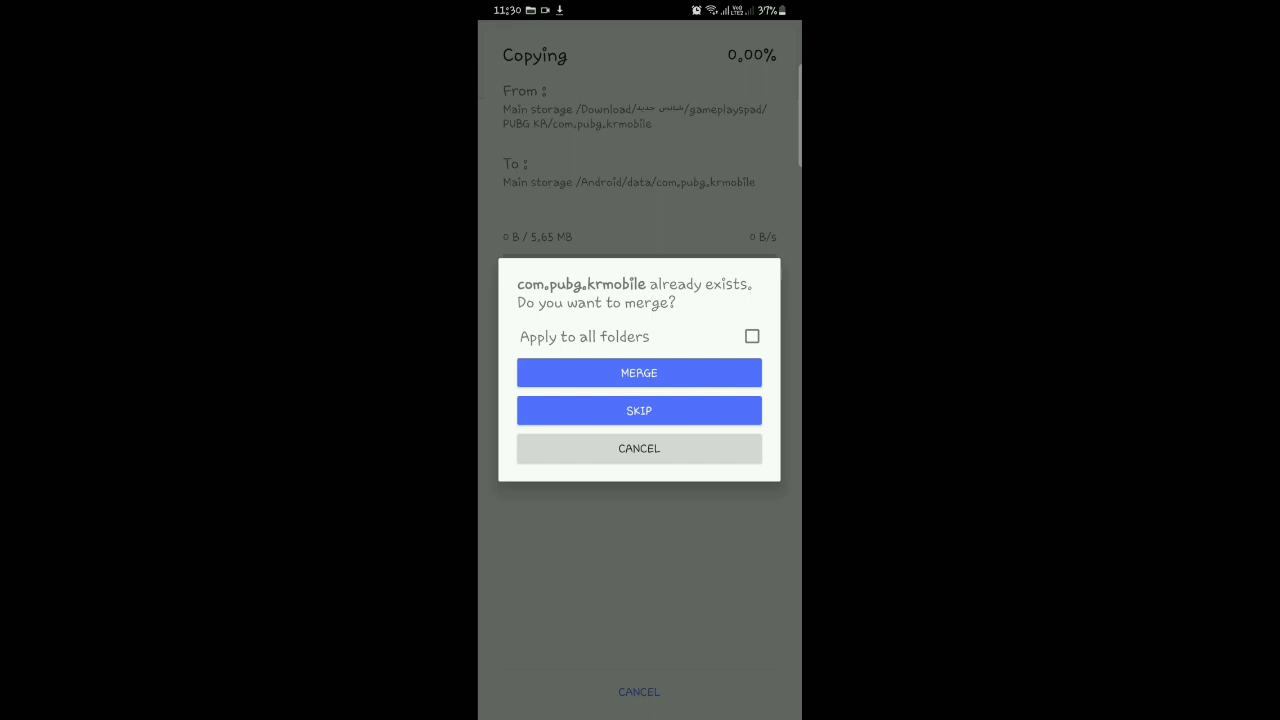 11:30 37%
Copying 0.00%
From :
Main storage /Download/شانس جديد/gameplayspad/
PUBG KR/com.pubg.krmobile
To :
Main storage /Android/data/com.pubg.krmobile
0 B / 5.65 MB 0 B/s
com.pubg.krmobile already exists.
Do you want to merge?
Apply to all folders
MERGE
SKIP
CANCEL
CANCEL